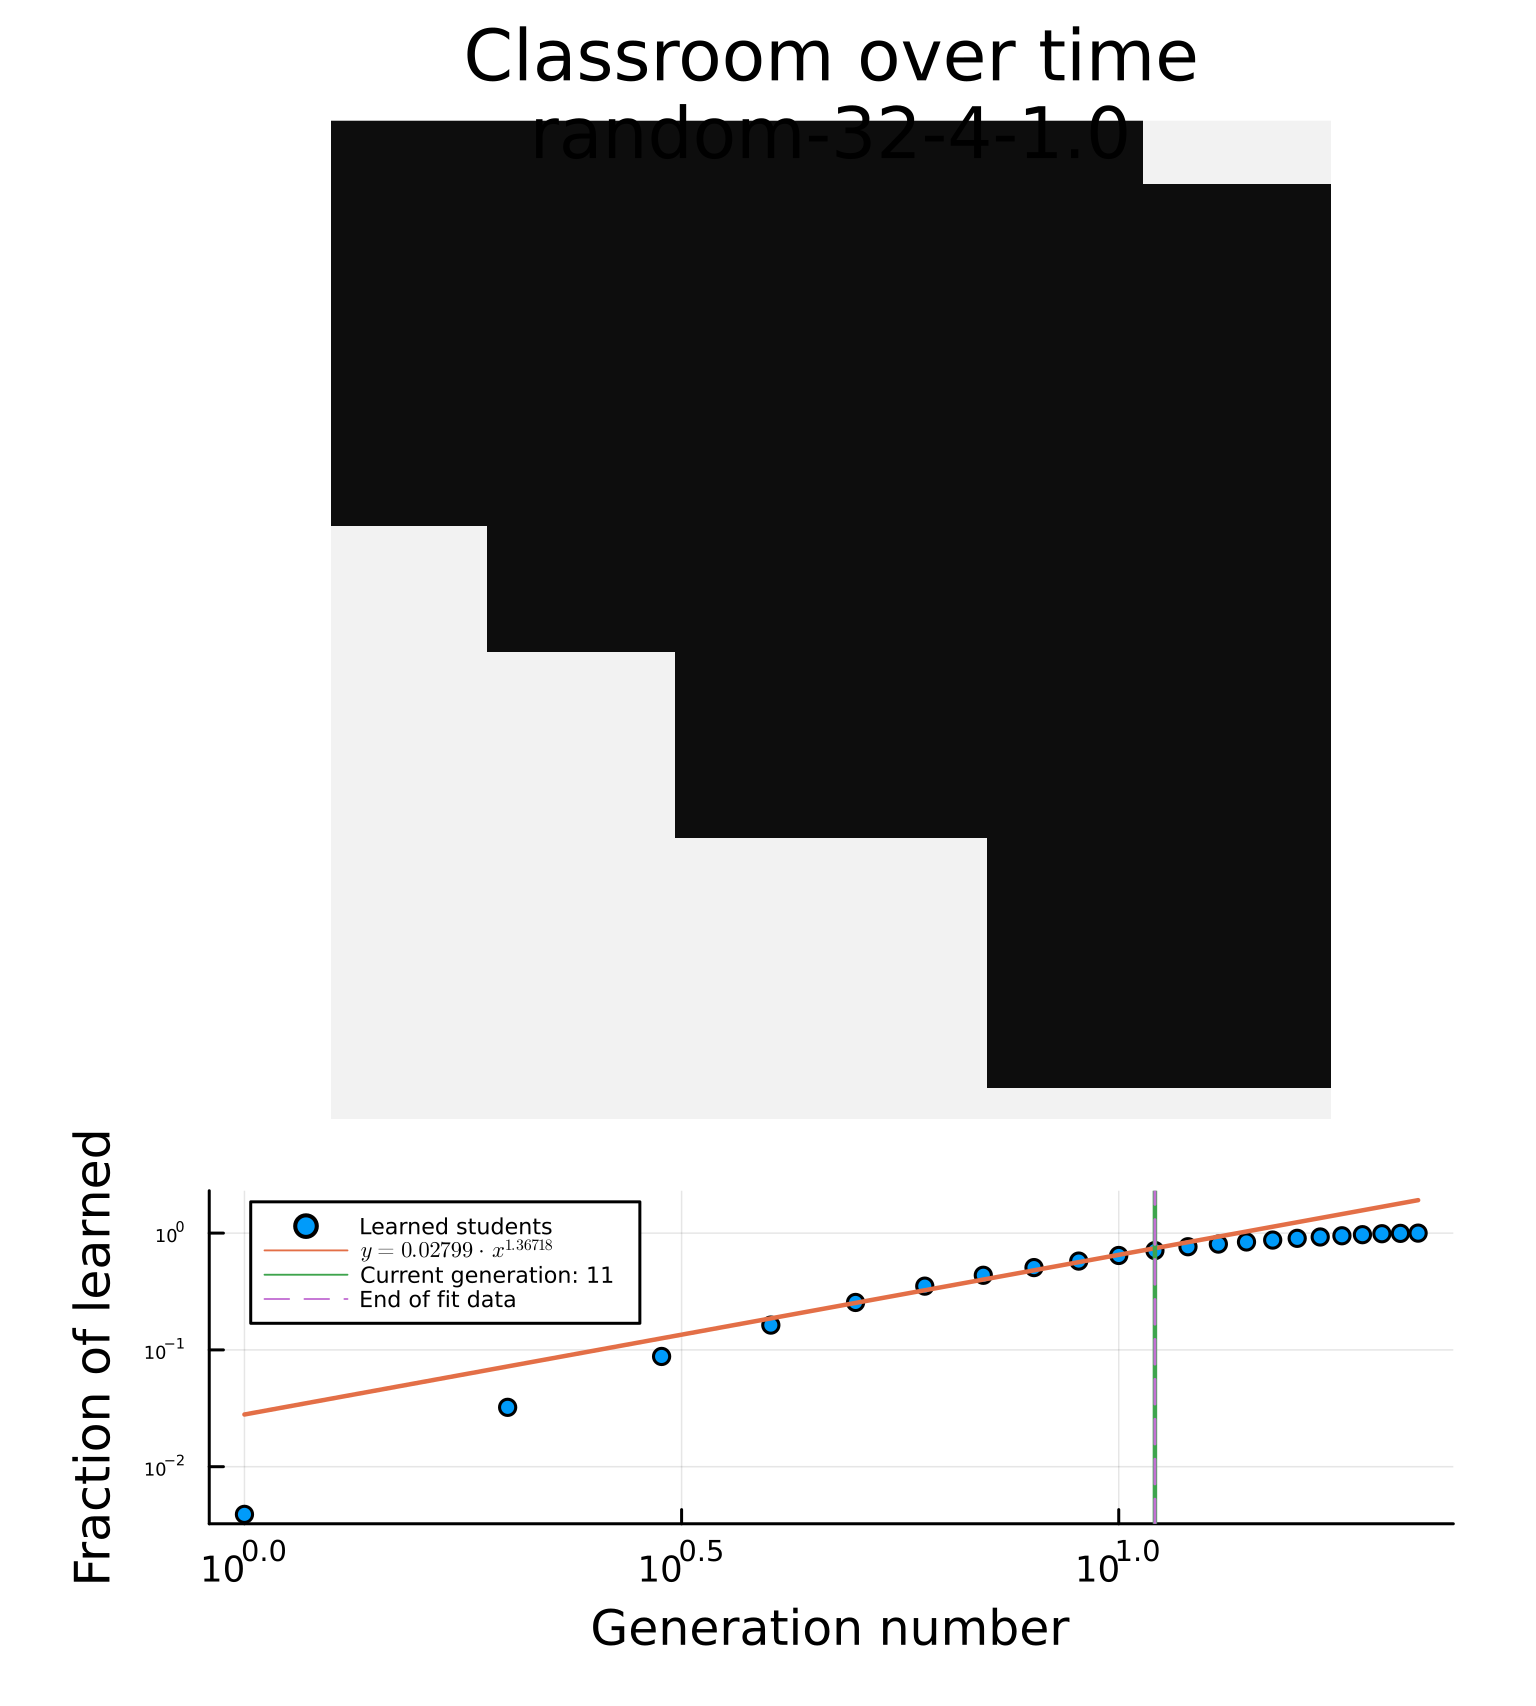 Classroom over time
random-32-4-1.0
Fraction of learned
10^0
10^−1
10^−2
Learned students
y = 0.02799 · x^1.36718
Current generation: 11
End of fit data
10^0.0
10^0.5
10^1.0
Generation number